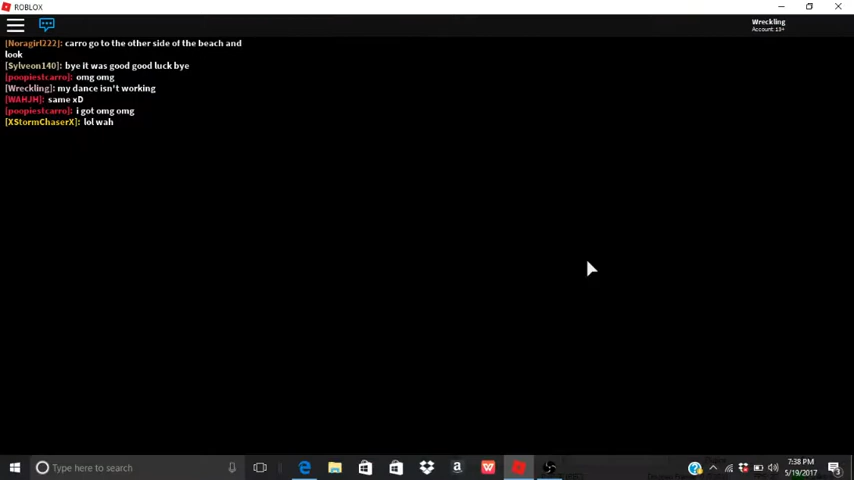 ROBLOX
Wreckling
Account: 13+
[Noragirl222]: carro go to the other side of the beach and
look
[Sylveon140]: bye it was good good luck bye
[poopiestcarro]: omg omg
[Wreckling]: my dance isn't working
[WAHJH]: same xD
[poopiestcarro]: i got omg omg
[XStormChaserX]: lol wah
Type here to search
7:38 PM
5/19/2017